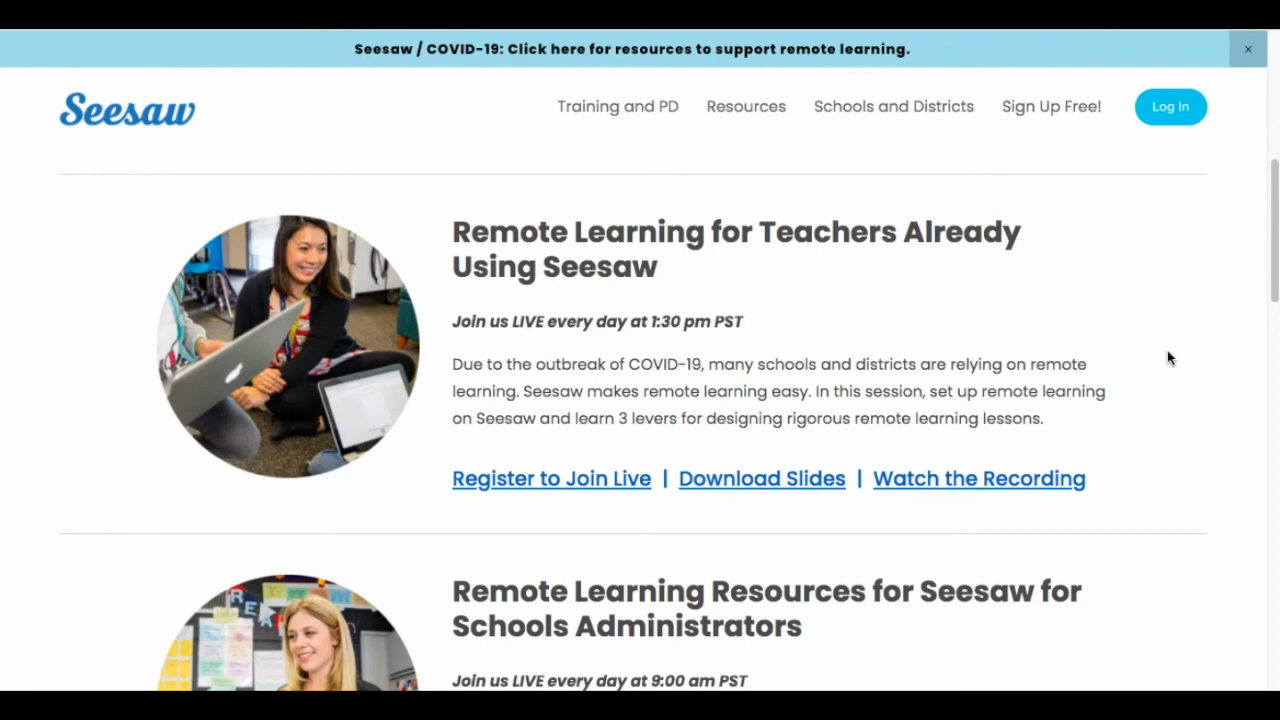 Seesaw / COVID-19: Click here for resources to support remote learning.
×
Seesaw
Training and PD
Resources
Schools and Districts
Sign Up Free!
Log In
Remote Learning for Teachers Already
Using Seesaw
Join us LIVE every day at 1:30 pm PST
Due to the outbreak of COVID-19, many schools and districts are relying on remote
learning. Seesaw makes remote learning easy. In this session, set up remote learning
on Seesaw and learn 3 levers for designing rigorous remote learning lessons.
Register to Join Live | Download Slides | Watch the Recording
Remote Learning Resources for Seesaw for
Schools Administrators
Join us LIVE every day at 9:00 am PST